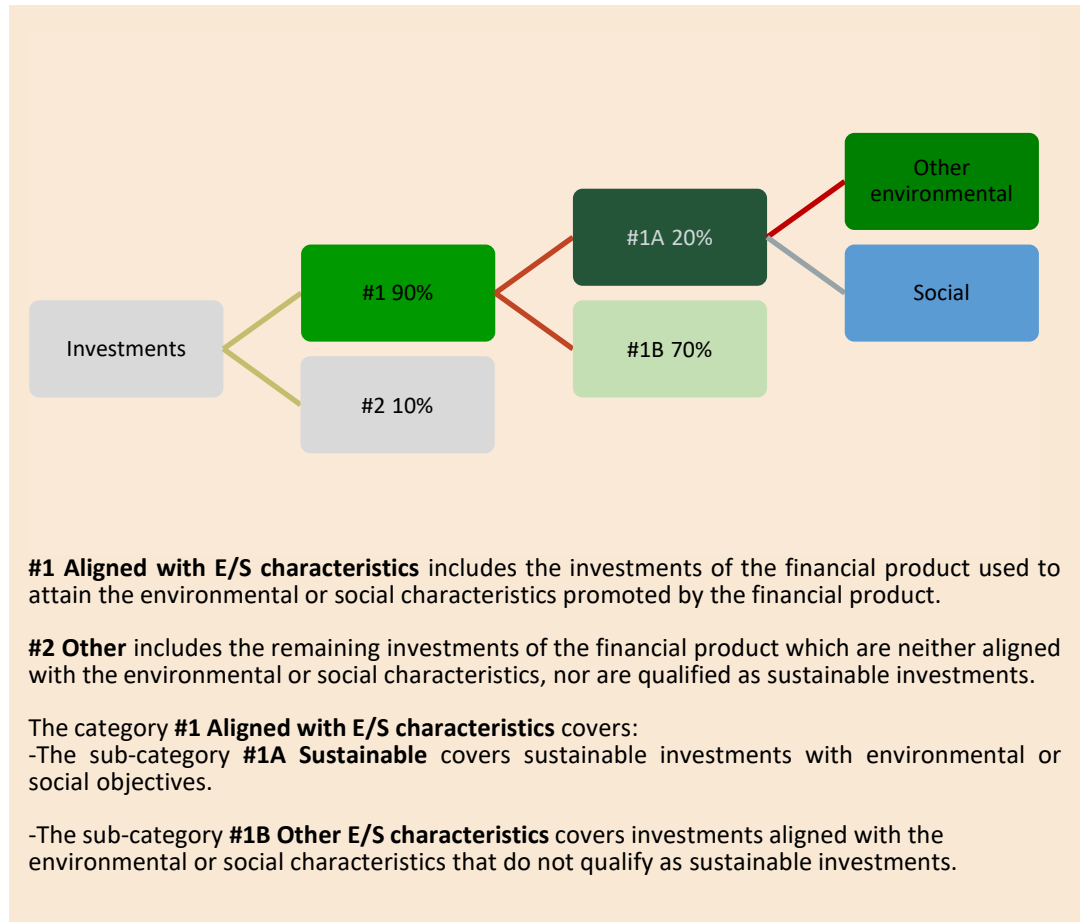 Other
environmental
#1A 20%
#1 90%
Social
Investments
#1B 70%
#2 10%
#1 Aligned with E/S characteristics includes the investments of the financial product used to
attain the environmental or social characteristics promoted by the financial product.
#2 Other includes the remaining investments of the financial product which are neither aligned
with the environmental or social characteristics, nor are qualified as sustainable investments.
The category #1 Aligned with E/S characteristics covers:
-The sub-category #1A Sustainable covers sustainable investments with environmental or
social objectives.
-The sub-category #1B Other E/S characteristics covers investments aligned with the
environmental or social characteristics that do not qualify as sustainable investments.